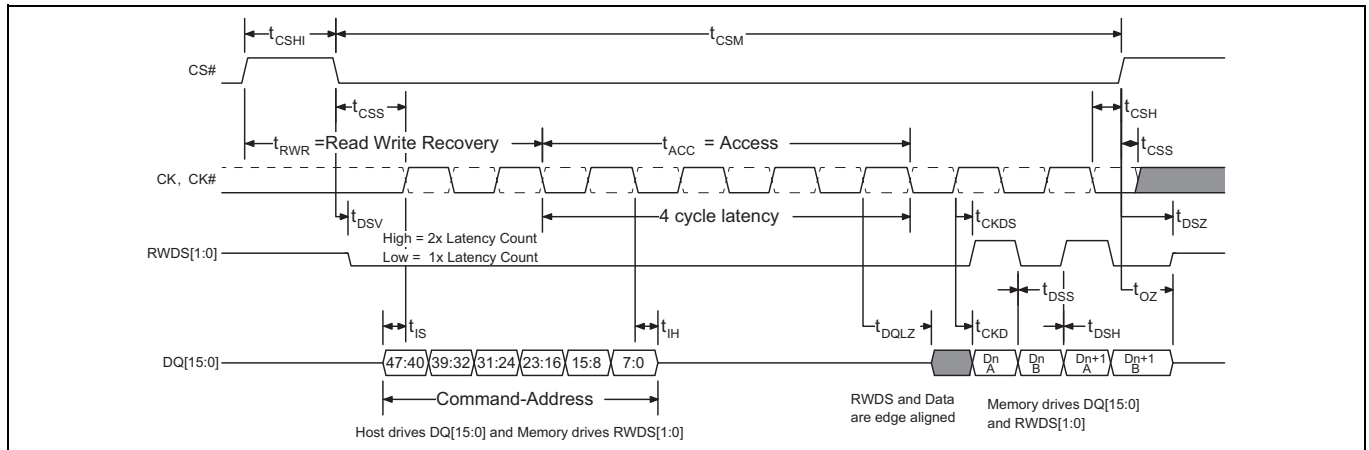 tCSHI
tCSM
CS#
tCSS
tCSH
tRWR =Read Write Recovery
tACC = Access
tCSS
CK, CK#
tDSV
4 cycle latency
tCKDS
tDSZ
High = 2x Latency Count
RWDS[1:0]
Low = 1x Latency Count
tDSS
tOZ
tIS
tIH
tDQLZ
tCKD
tDSH
DQ[15:0]
47:40 39:32 31:24 23:16 15:8 7:0
Dn A
Dn B
Dn+1 A
Dn+1 B
Command-Address
RWDS and Data
are edge aligned
Memory drives DQ[15:0]
and RWDS[1:0]
Host drives DQ[15:0] and Memory drives RWDS[1:0]